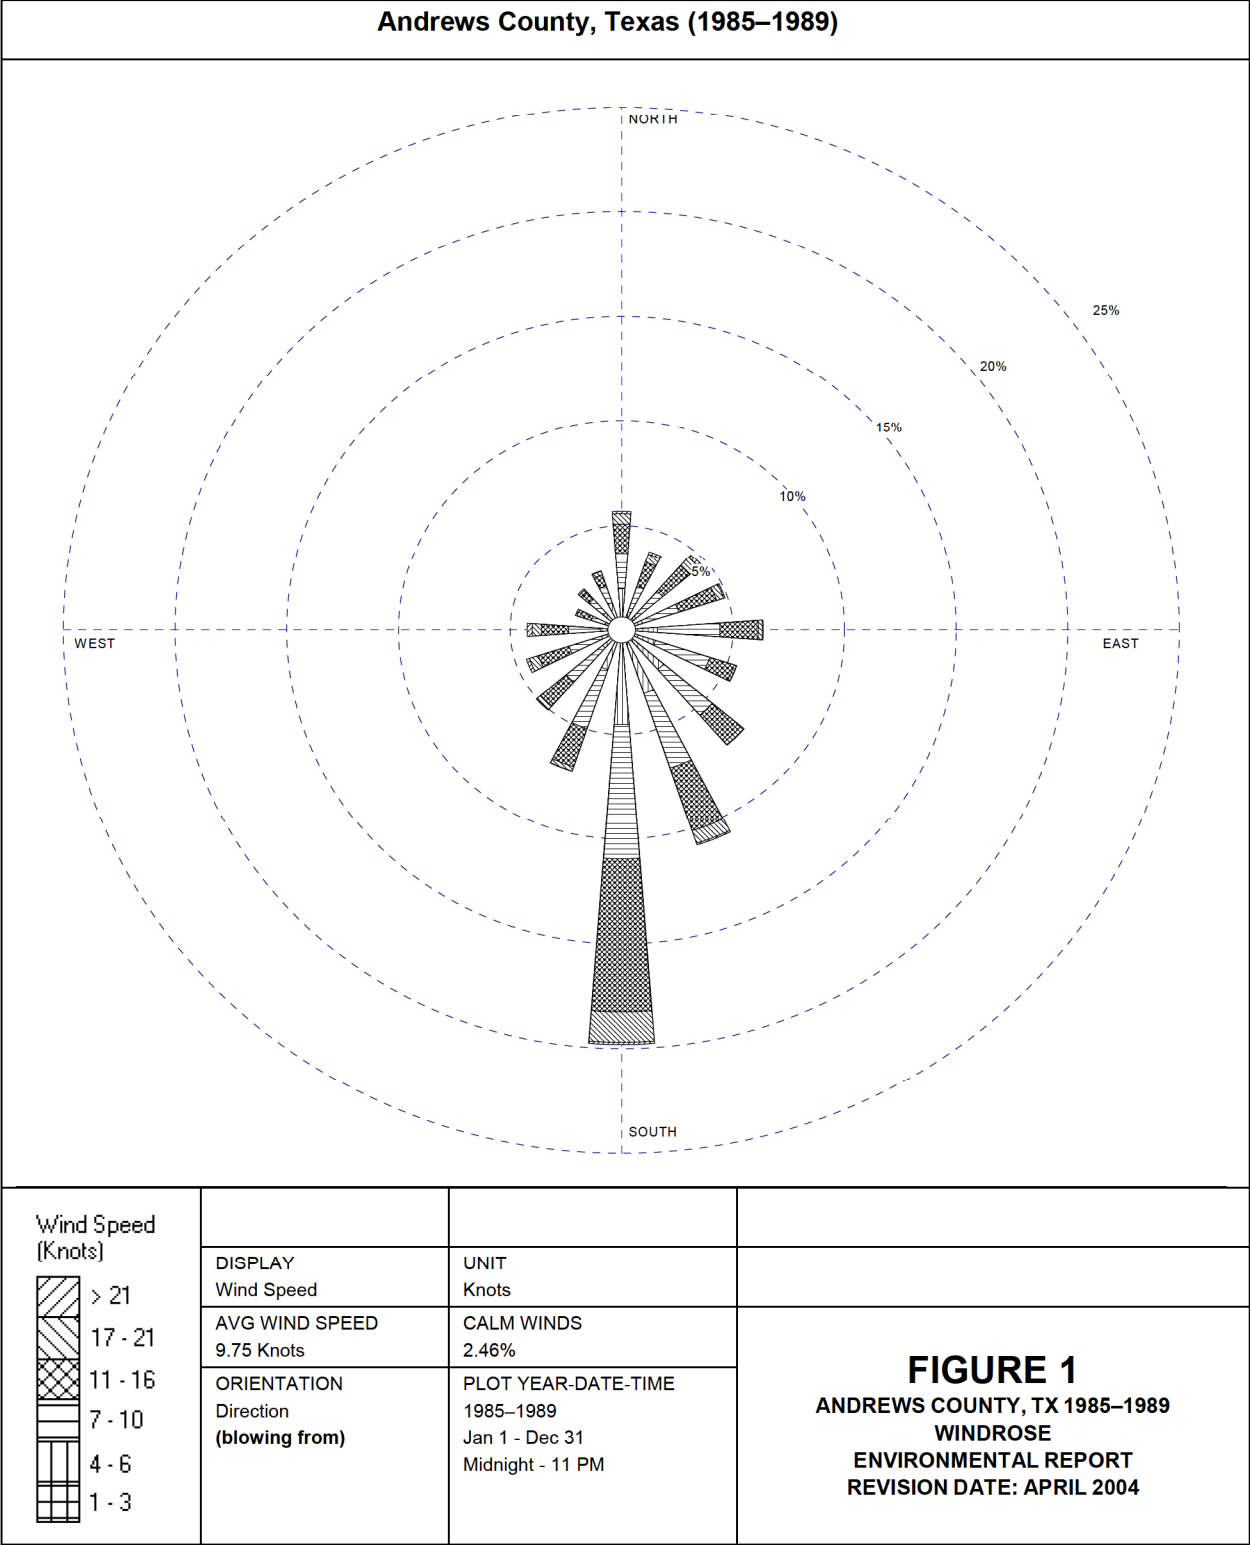 Andrews County, Texas (1985–1989)
NORTH
25%
20%
15%
10%
5%
WEST
EAST
SOUTH
Wind Speed
(Knots)
> 21
17 - 21
11 - 16
7 - 10
4 - 6
1 - 3
DISPLAY
Wind Speed
UNIT
Knots
AVG WIND SPEED
9.75 Knots
CALM WINDS
2.46%
ORIENTATION
Direction
(blowing from)
PLOT YEAR-DATE-TIME
1985–1989
Jan 1 - Dec 31
Midnight - 11 PM
FIGURE 1
ANDREWS COUNTY, TX 1985–1989
WINDROSE
ENVIRONMENTAL REPORT
REVISION DATE: APRIL 2004